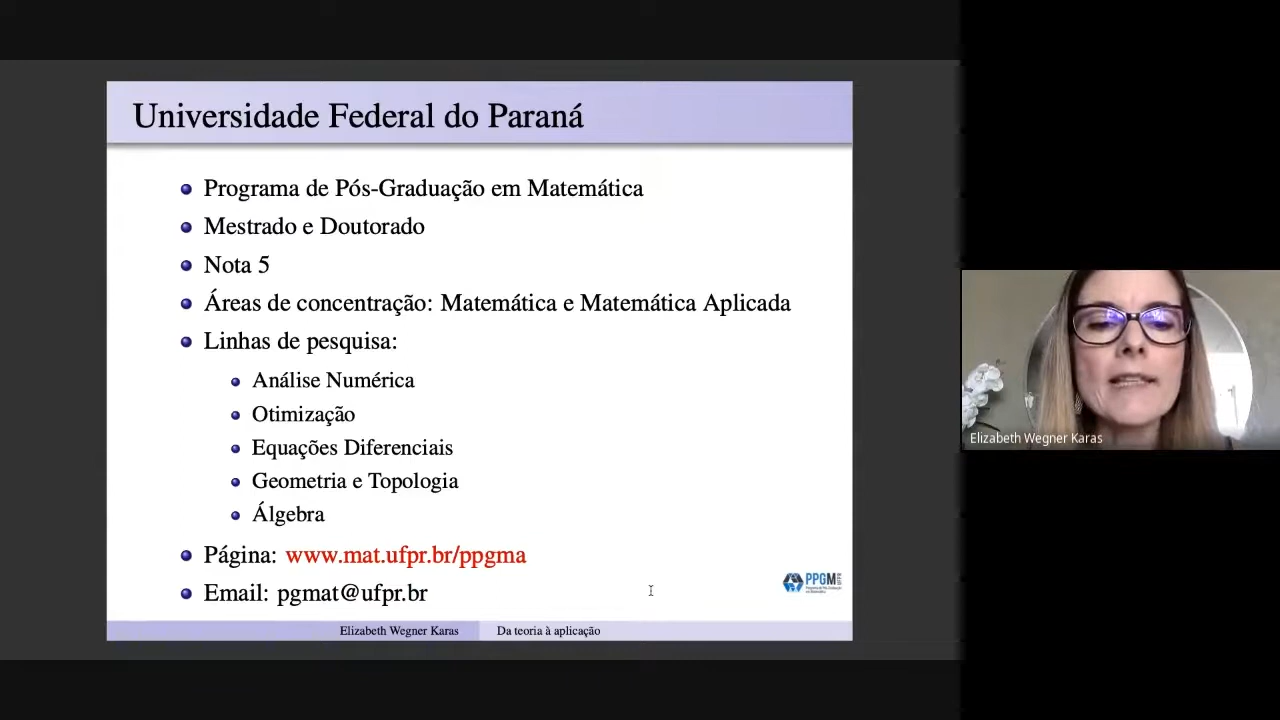 Universidade Federal do Paraná
Programa de Pós-Graduação em Matemática
Mestrado e Doutorado
Nota 5
Áreas de concentração: Matemática e Matemática Aplicada
Linhas de pesquisa:
Análise Numérica
Otimização
Equações Diferenciais
Geometria e Topologia
Álgebra
Página: www.mat.ufpr.br/ppgma
Email: pgmat@ufpr.br
PPGM UFPR
Elizabeth Wegner Karas
Da teoria à aplicação
Elizabeth Wegner Karas